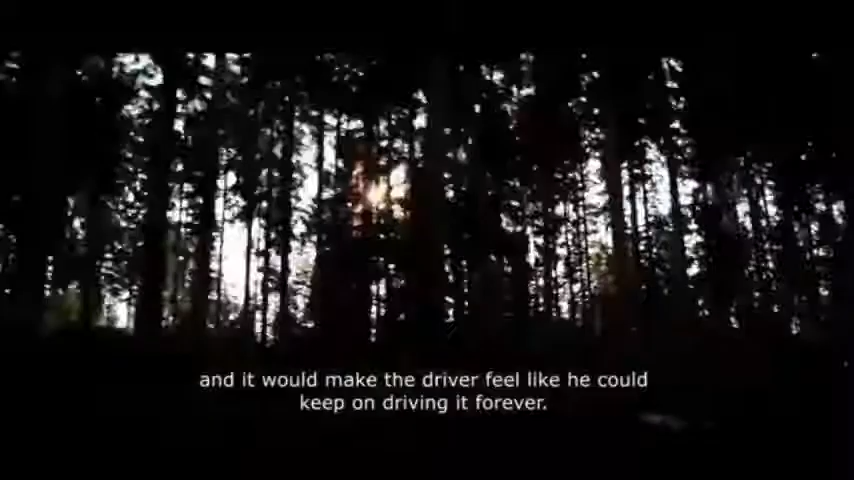 and it would make the driver feel like he could
keep on driving it forever.